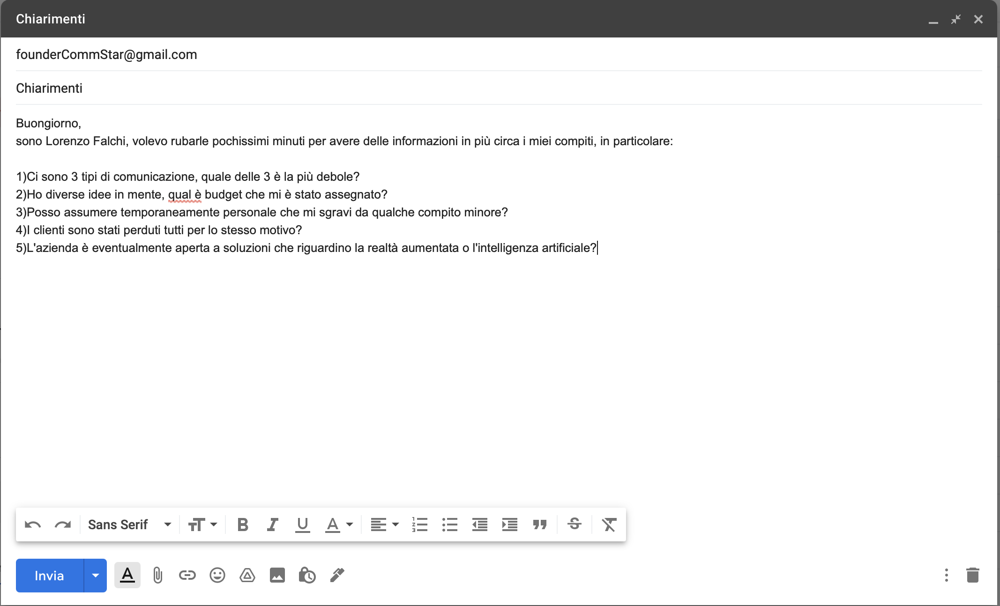 Chiarimenti
founderCommStar@gmail.com
Chiarimenti
Buongiorno,
sono Lorenzo Falchi, volevo rubarle pochissimi minuti per avere delle informazioni in più circa i miei compiti, in particolare:
1)Ci sono 3 tipi di comunicazione, quale delle 3 è la più debole?
2)Ho diverse idee in mente, qual è budget che mi è stato assegnato?
3)Posso assumere temporaneamente personale che mi sgravi da qualche compito minore?
4)I clienti sono stati perduti tutti per lo stesso motivo?
5)L'azienda è eventualmente aperta a soluzioni che riguardino la realtà aumentata o l'intelligenza artificiale?
Sans Serif
Invia